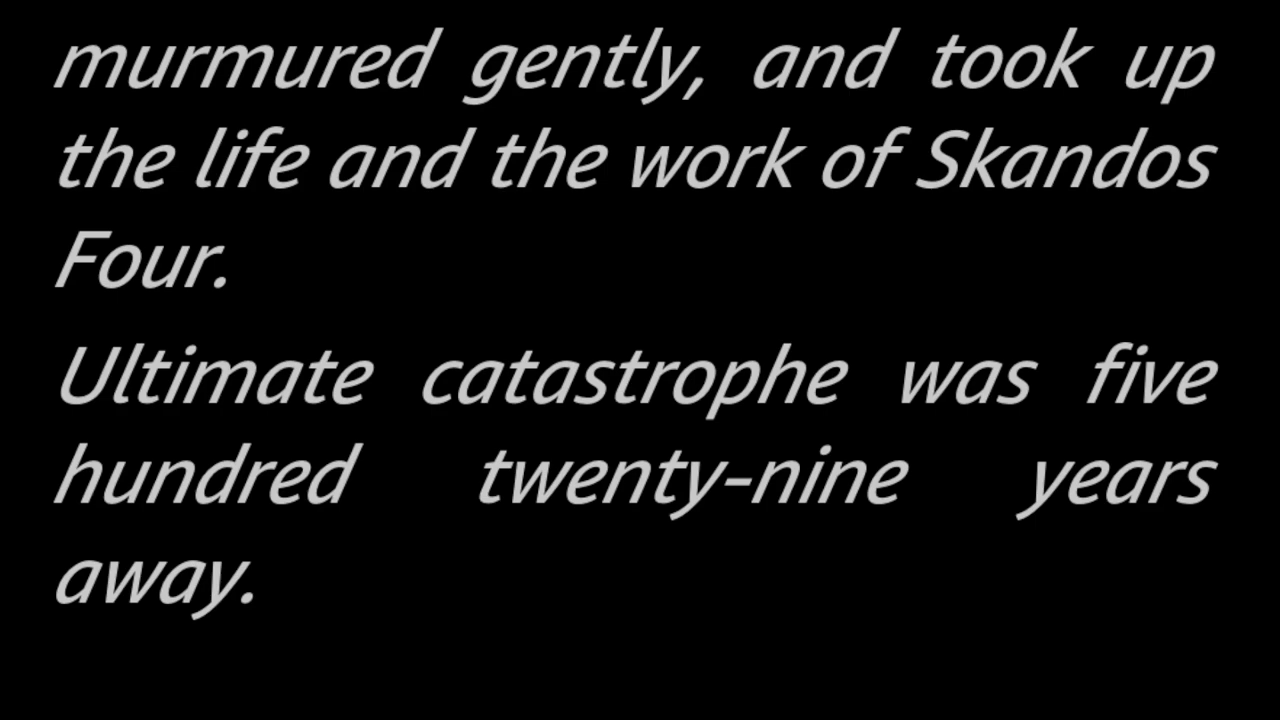 murmured gently, and took up
the life and the work of Skandos
Four.
Ultimate catastrophe was five
hundred twenty-nine years
away.